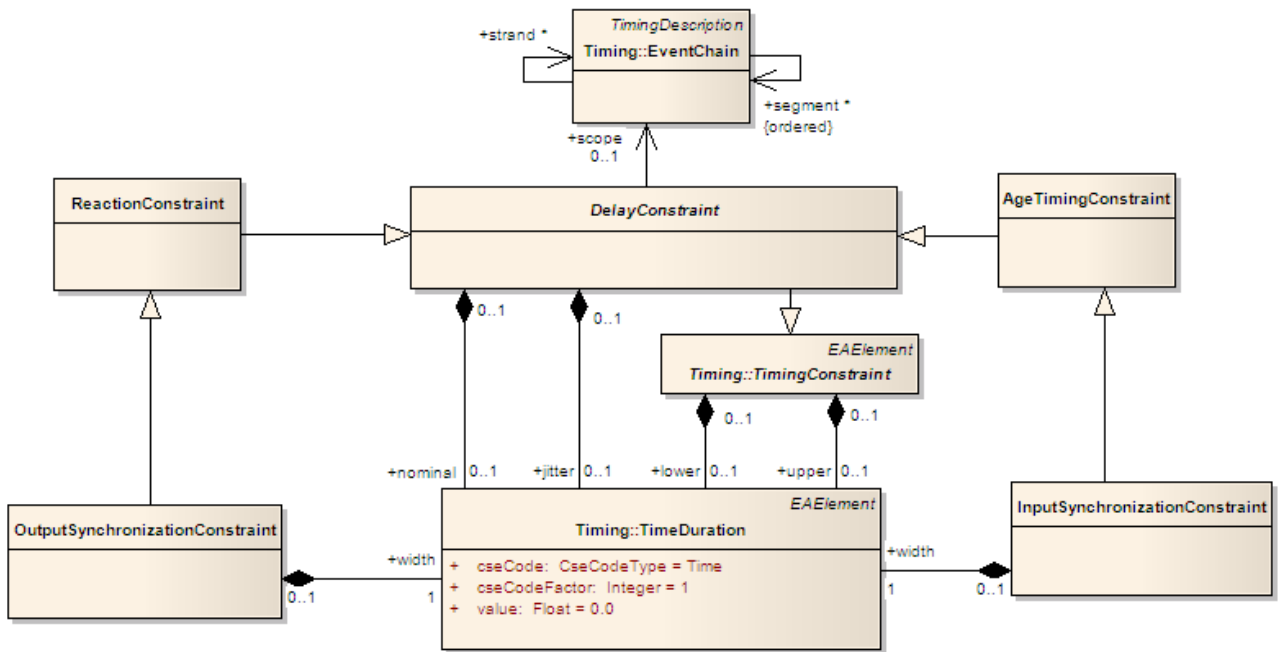 TimingDescription
+strand *
Timing::EventChain
+segment *
{ordered}
+scope
0..1
ReactionConstraint
DelayConstraint
AgeTimingConstraint
0..1
0..1
EAElement
Timing::TimingConstraint
0..1
0..1
+nominal
0..1
+jitter
0..1
+lower
0..1
+upper
0..1
EAElement
OutputSynchronizationConstraint
Timing::TimeDuration
InputSynchronizationConstraint
+width
+width
+ cseCode: CseCodeType = Time
+ cseCodeFactor: Integer = 1
+ value: Float = 0.0
0..1
1
1
0..1